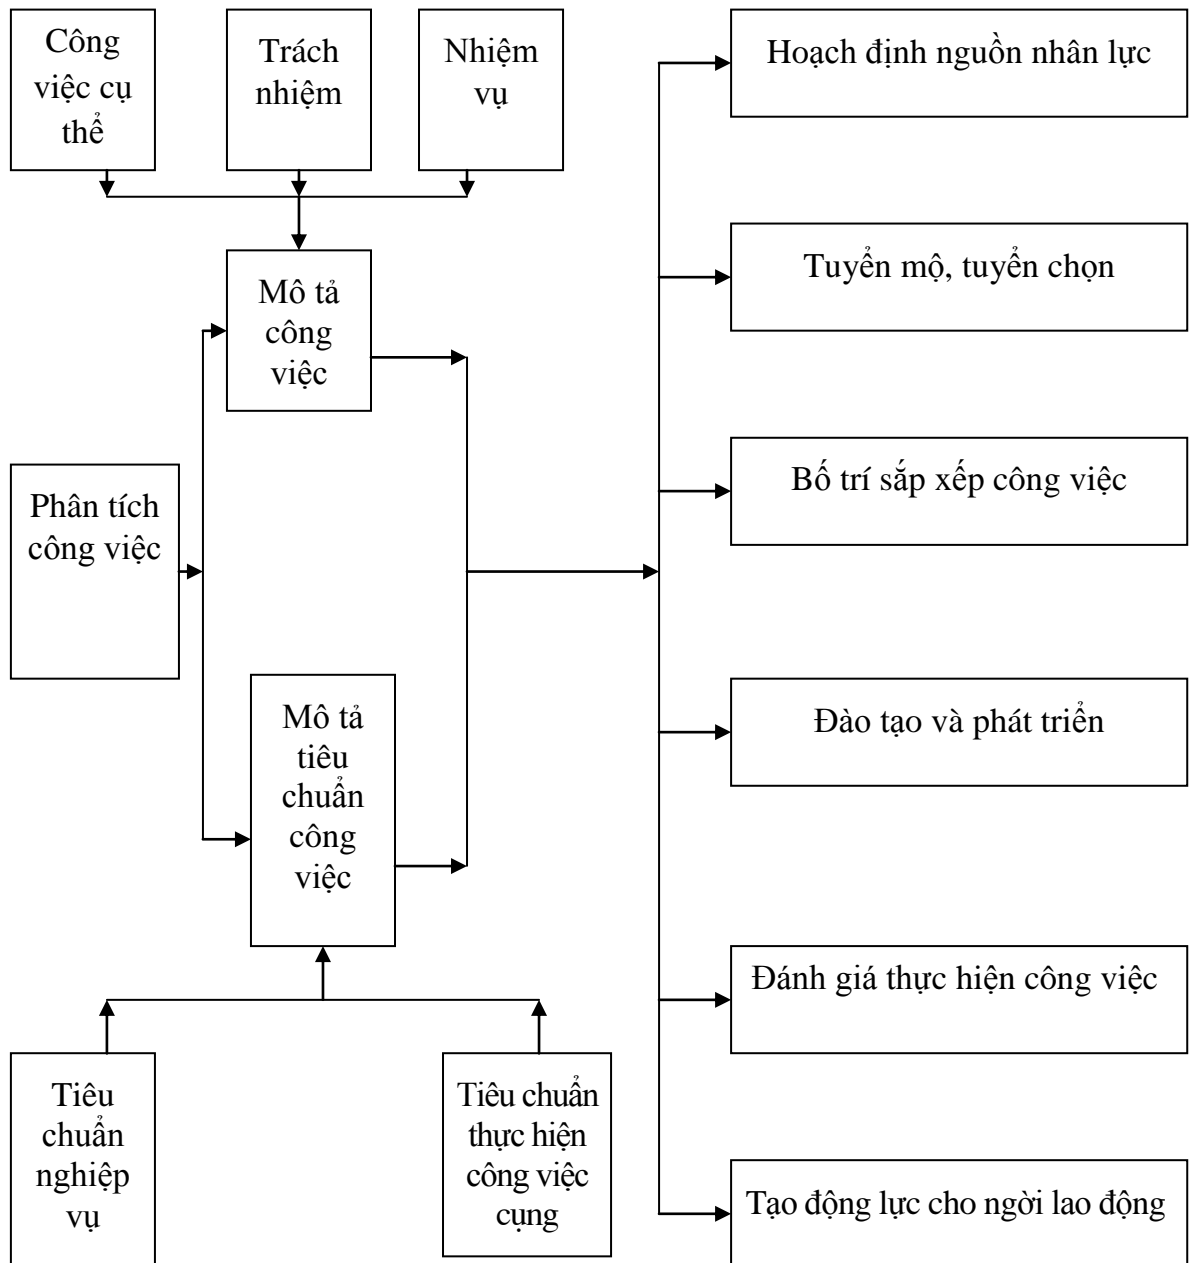 Công
việc cụ
thể
Trách
nhiệm
Nhiệm
vụ
Hoạch định nguồn nhân lực
Tuyển mộ, tuyển chọn
Mô tả
công
việc
Bố trí sắp xếp công việc
Phân tích
công việc
Mô tả
tiêu
chuẩn
công
việc
Đào tạo và phát triển
Đánh giá thực hiện công việc
Tiêu
chuẩn
nghiệp
vụ
Tiêu chuẩn
thực hiện
công việc
cụng
Tạo động lực cho ngời lao động